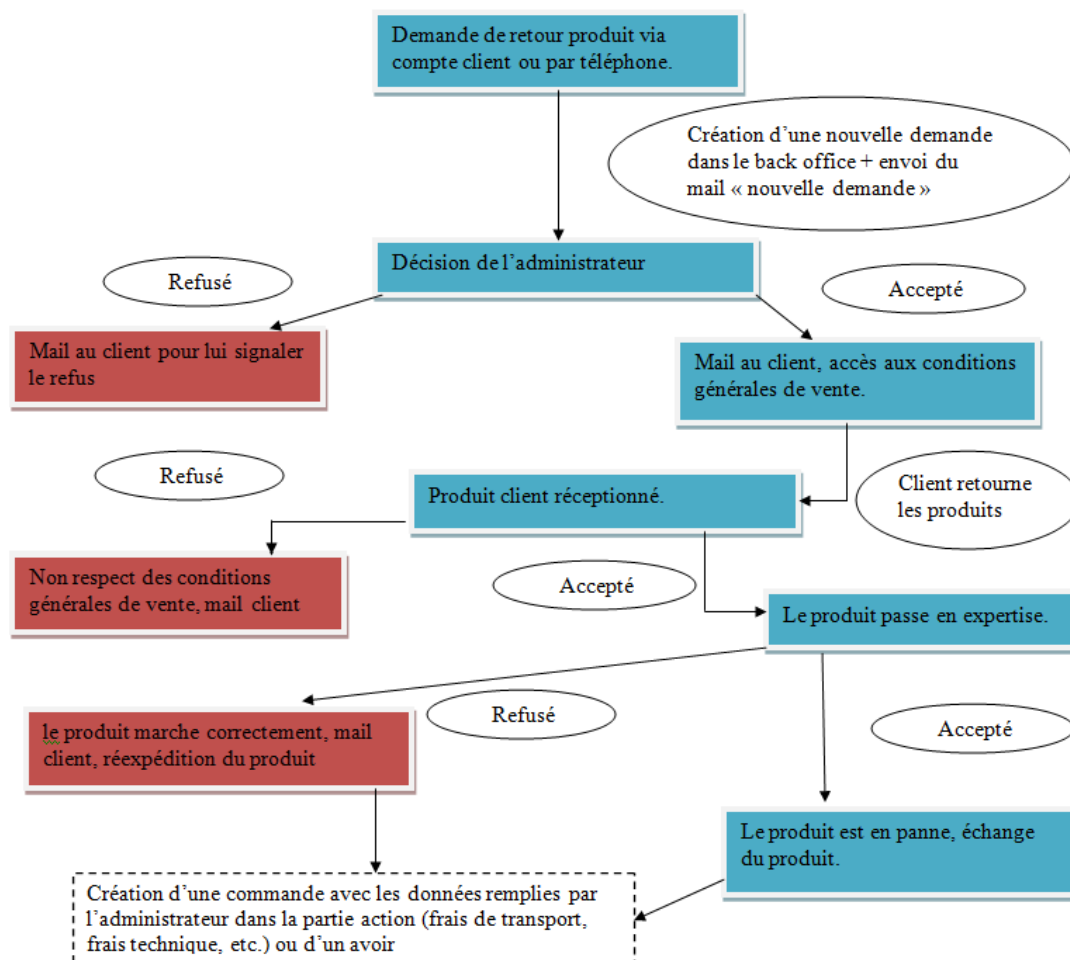 Demande de retour produit via
compte client ou par téléphone.
Création d’une nouvelle demande
dans le back office + envoi du
mail « nouvelle demande »
Décision de l’administrateur
Refusé
Accepté
Mail au client pour lui signaler
le refus
Mail au client, accès aux conditions
générales de vente.
Refusé
Produit client réceptionné.
Client retourne
les produits
Non respect des conditions
générales de vente, mail client
Accepté
Le produit passe en expertise.
Refusé
Accepté
le produit marche correctement, mail
client, réexpédition du produit
Le produit est en panne, échange
du produit.
Création d’une commande avec les données remplies par
l’administrateur dans la partie action (frais de transport,
frais technique, etc.) ou d’un avoir